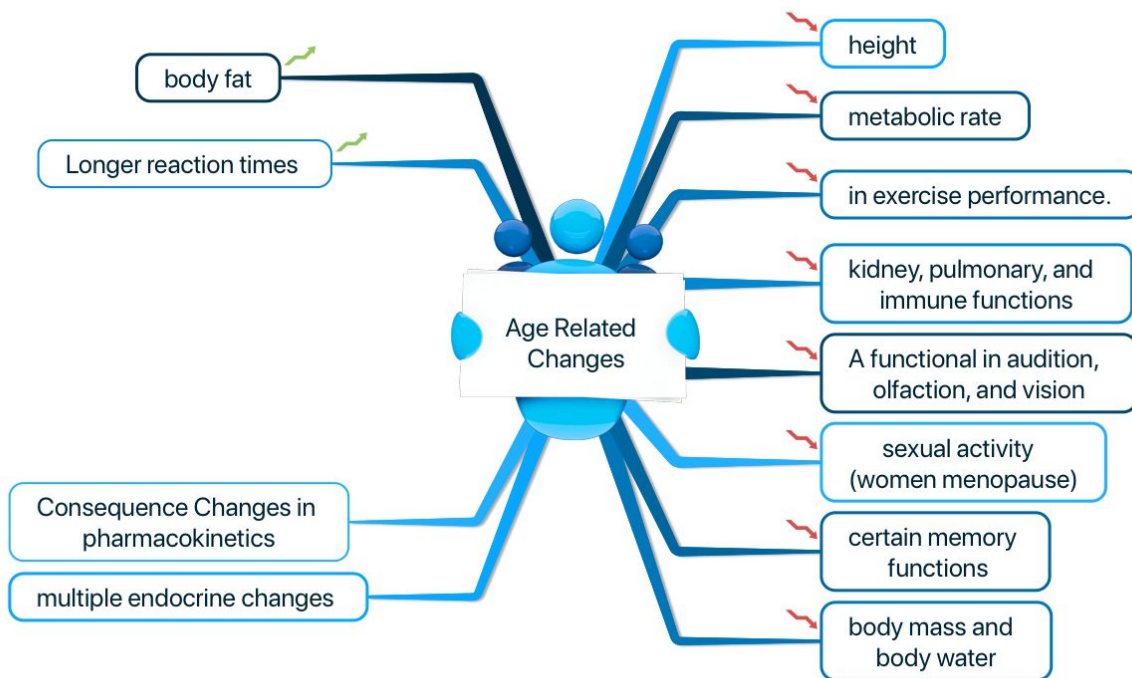 Age Related
Changes
body fat
Longer reaction times
Consequence Changes in
pharmacokinetics
multiple endocrine changes
height
metabolic rate
in exercise performance.
kidney, pulmonary, and
immune functions
A functional in audition,
olfaction, and vision
sexual activity
(women menopause)
certain memory
functions
body mass and
body water